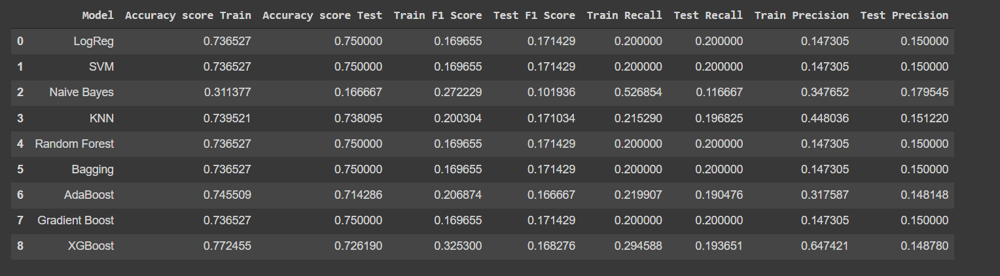 Model Accuracy score Train Accuracy score Test Train F1 Score Test F1 Score Train Recall Test Recall Train Precision Test Precision
0 LogReg 0.736527 0.750000 0.169655 0.171429 0.200000 0.200000 0.147305 0.150000
1 SVM 0.736527 0.750000 0.169655 0.171429 0.200000 0.200000 0.147305 0.150000
2 Naive Bayes 0.311377 0.166667 0.272229 0.101936 0.526854 0.116667 0.347652 0.179545
3 KNN 0.739521 0.738095 0.200304 0.171034 0.215290 0.196825 0.448036 0.151220
4 Random Forest 0.736527 0.750000 0.169655 0.171429 0.200000 0.200000 0.147305 0.150000
5 Bagging 0.736527 0.750000 0.169655 0.171429 0.200000 0.200000 0.147305 0.150000
6 AdaBoost 0.745509 0.714286 0.206874 0.166667 0.219907 0.190476 0.317587 0.148148
7 Gradient Boost 0.736527 0.750000 0.169655 0.171429 0.200000 0.200000 0.147305 0.150000
8 XGBoost 0.772455 0.726190 0.325300 0.168276 0.294588 0.193651 0.647421 0.148780